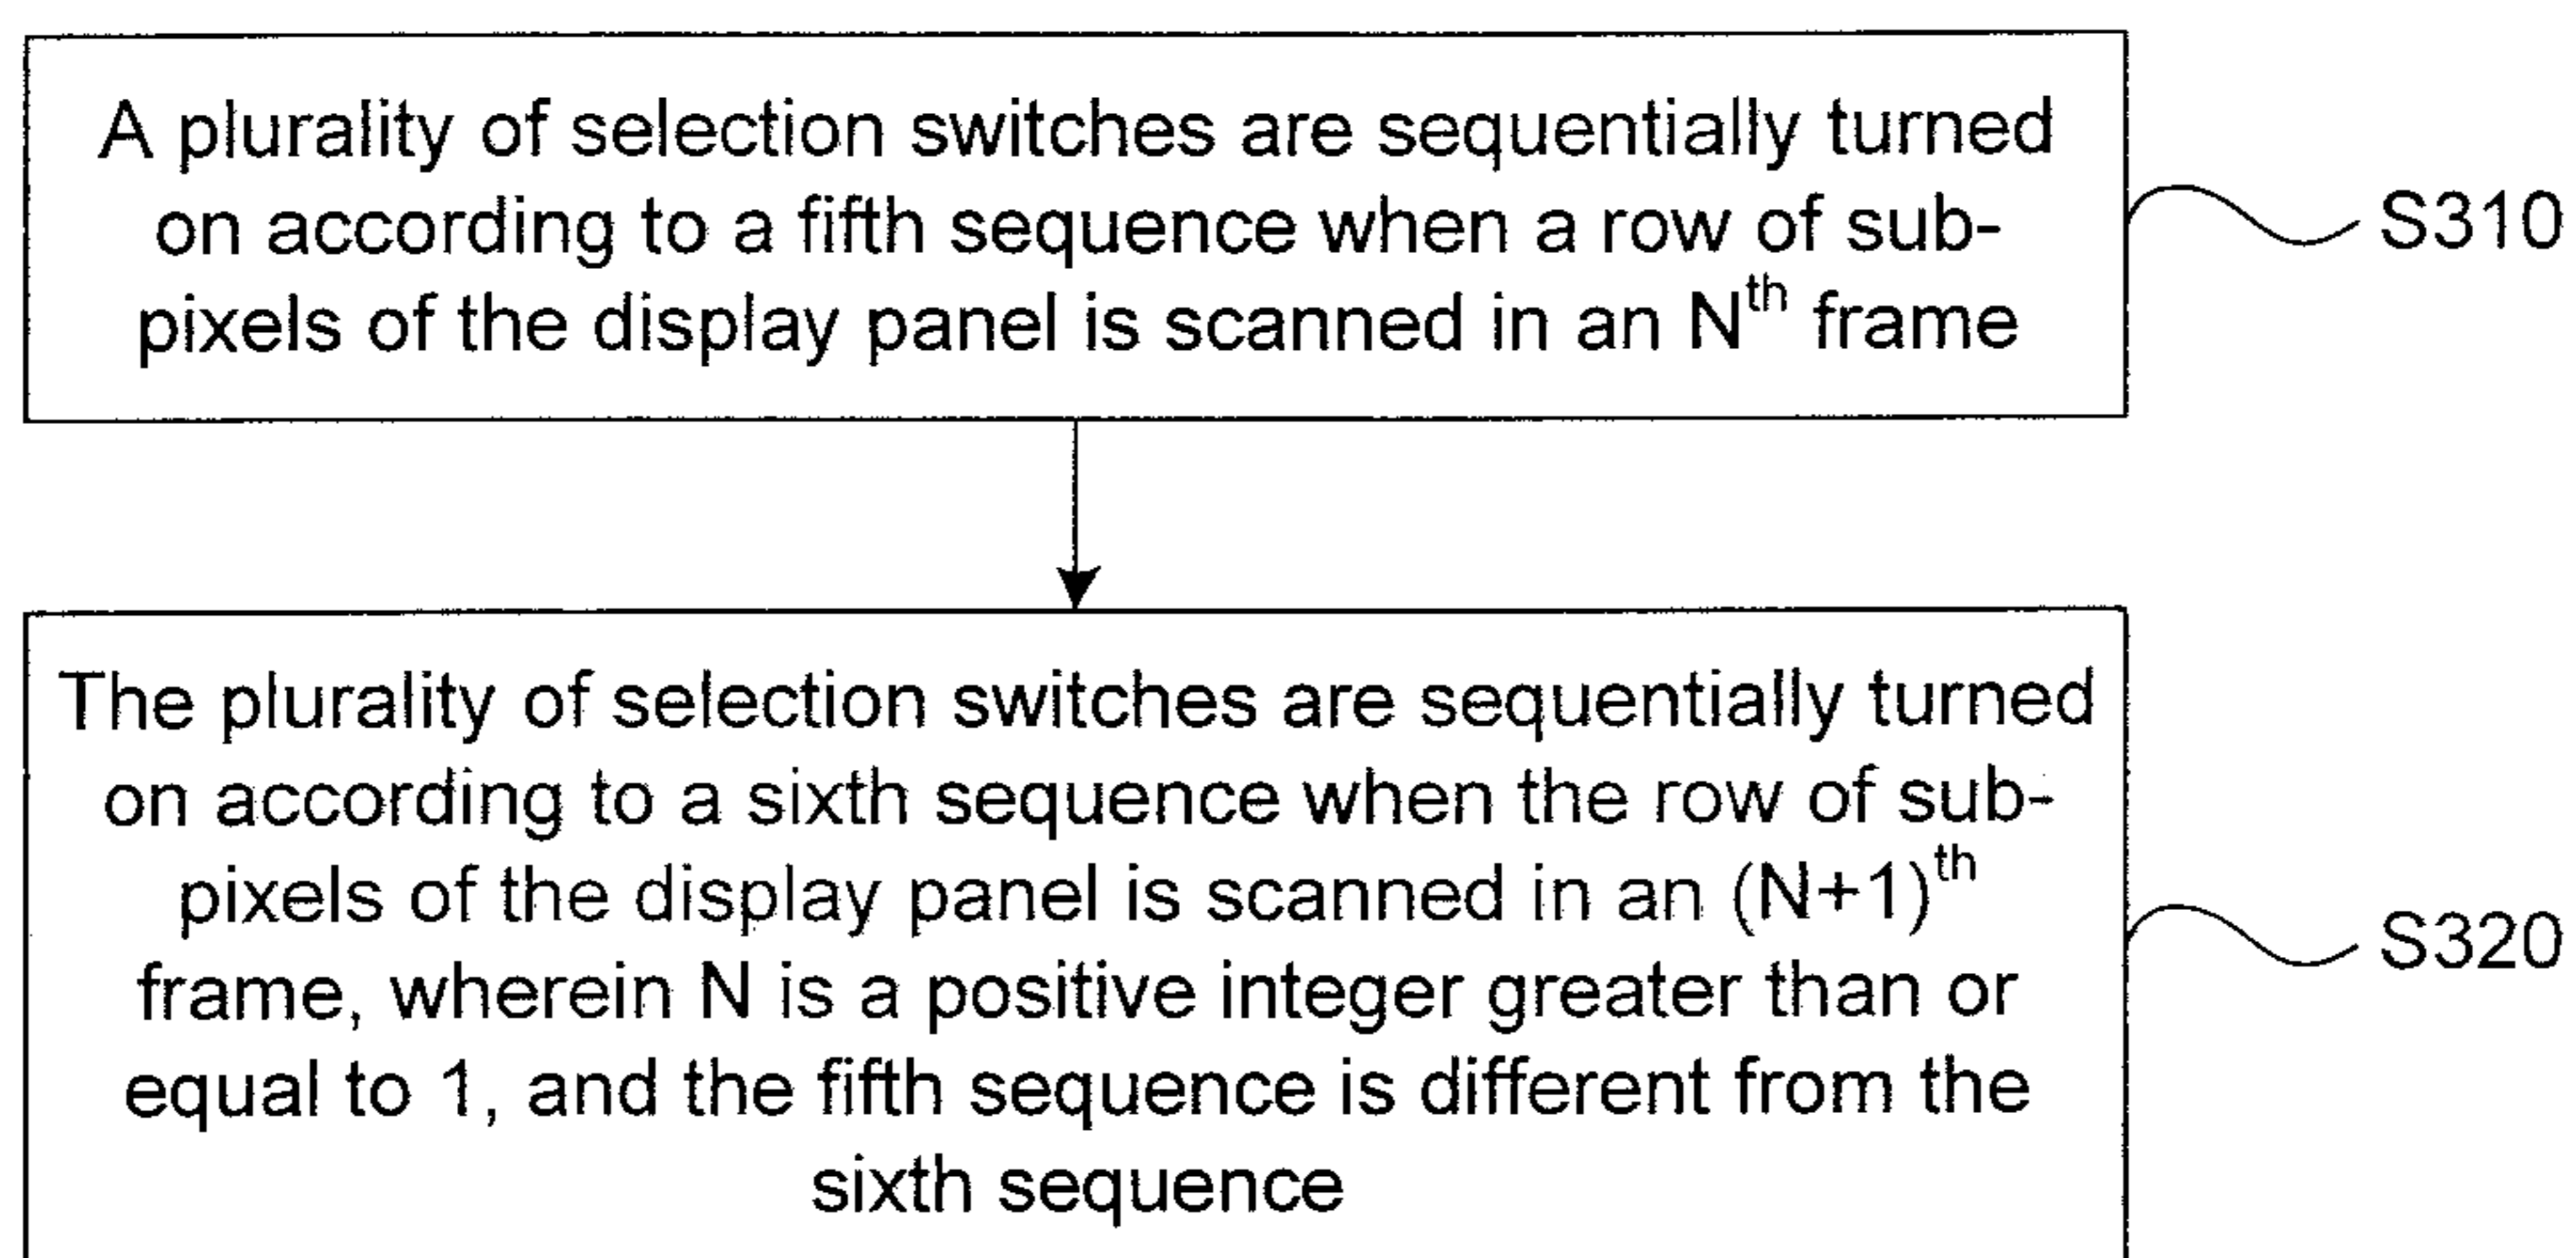 A plurality of selection switches are sequentially turned
on according to a fifth sequence when a row of sub-
pixels of the display panel is scanned in an Nth frame
S310
The plurality of selection switches are sequentially turned
on according to a sixth sequence when the row of sub-
pixels of the display panel is scanned in an (N+1)th
frame, wherein N is a positive integer greater than or
equal to 1, and the fifth sequence is different from the
sixth sequence
S320